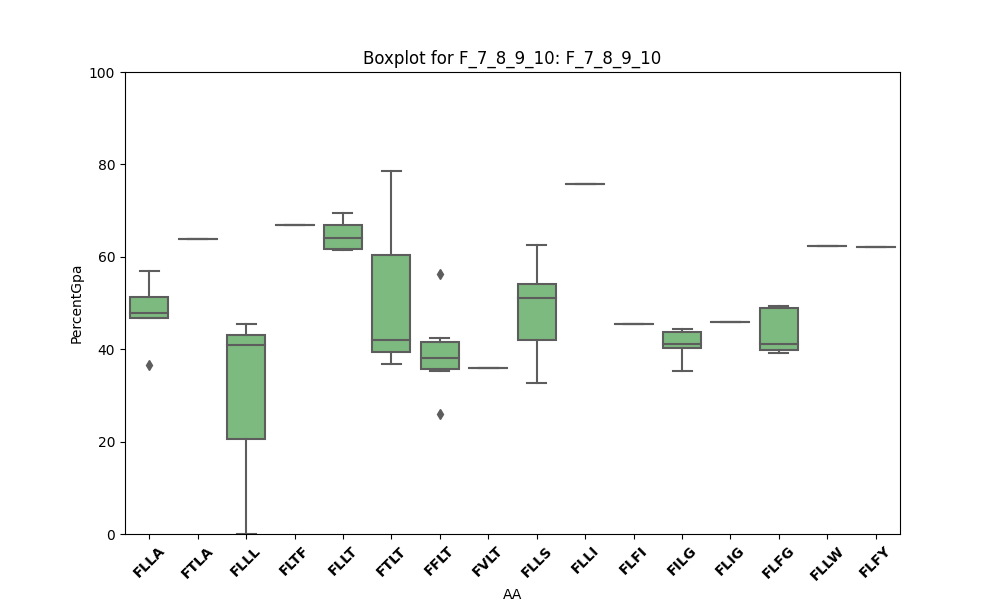 Boxplot for F_7_8_9_10: F_7_8_9_10
100
80
60
40
20
0
PercentGpa
FLLA FTLA FLLL FLTF FLLT FTLT FFLT FVLT FLLS FLLI FLFI FILG FLIG FLFG FLLW FLFY
AA